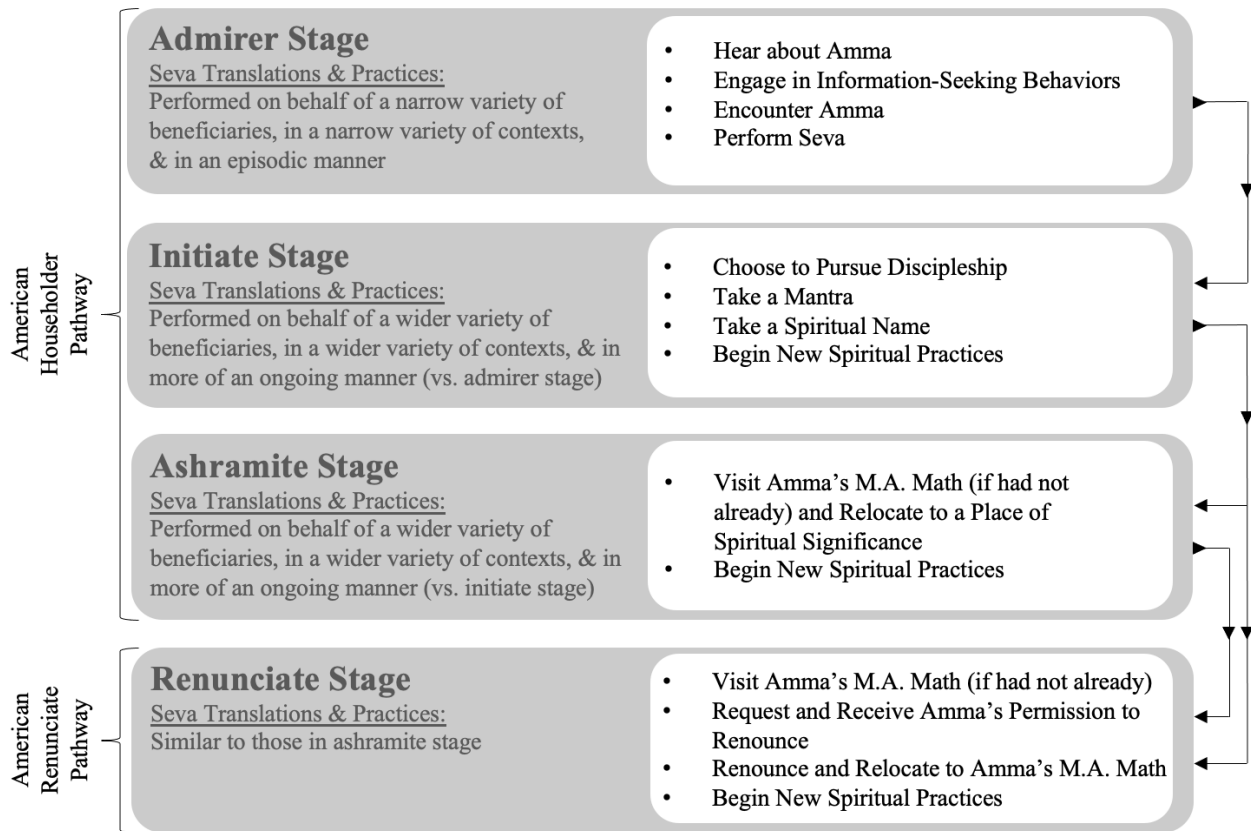 American
Householder
Pathway
Admirer Stage
Seva Translations & Practices:
Performed on behalf of a narrow variety of
beneficiaries, in a narrow variety of contexts,
& in an episodic manner
• Hear about Amma
• Engage in Information-Seeking Behaviors
• Encounter Amma
• Perform Seva
Initiate Stage
Seva Translations & Practices:
Performed on behalf of a wider variety of
beneficiaries, in a wider variety of contexts, & in
more of an ongoing manner (vs. admirer stage)
• Choose to Pursue Discipleship
• Take a Mantra
• Take a Spiritual Name
• Begin New Spiritual Practices
Ashramite Stage
Seva Translations & Practices:
Performed on behalf of a wider variety of
beneficiaries, in a wider variety of contexts, & in
more of an ongoing manner (vs. initiate stage)
• Visit Amma's M.A. Math (if had not
already) and Relocate to a Place of
Spiritual Significance
• Begin New Spiritual Practices
American
Renunciate
Pathway
Renunciate Stage
Seva Translations & Practices:
Similar to those in ashramite stage
• Visit Amma's M.A. Math (if had not already)
• Request and Receive Amma's Permission to
Renounce
• Renounce and Relocate to Amma's M.A. Math
• Begin New Spiritual Practices